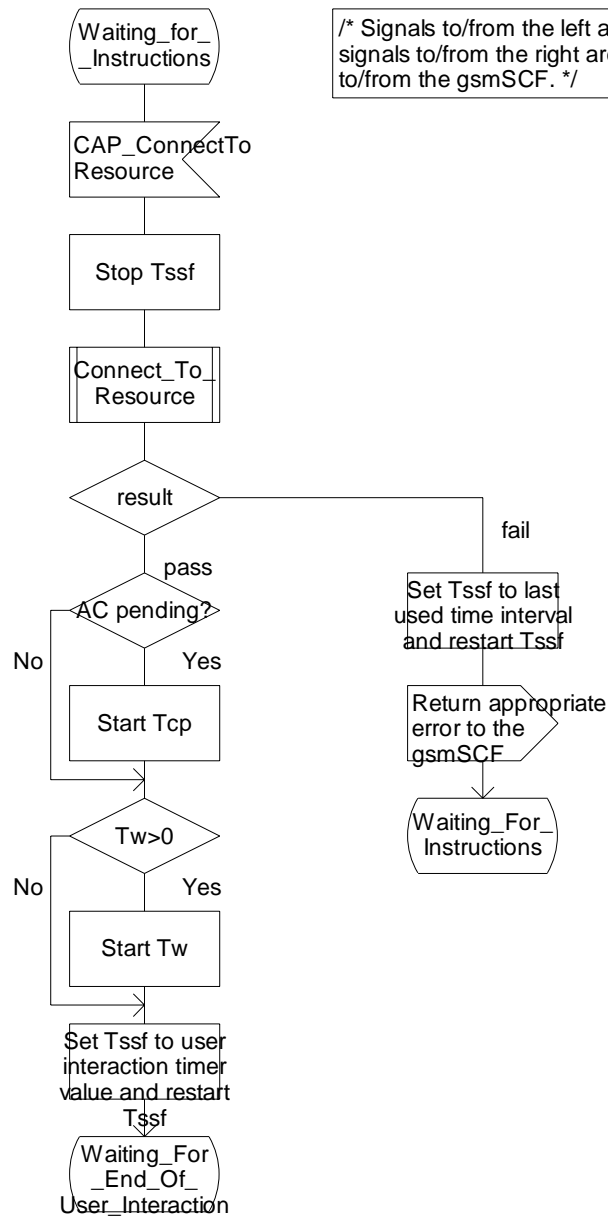 Waiting_for_
_Instructions
/* Signals to/from the left a
signals to/from the right ar
to/from the gsmSCF. */
CAP_ConnectTo
Resource
Stop Tssf
Connect_To_
Resource
result
fail
pass
Set Tssf to last
used time interval
and restart Tssf
AC pending?
No
Yes
Start Tcp
Return appropriate
error to the
gsmSCF
Tw>0
Waiting_For_
Instructions
No
Yes
Start Tw
Set Tssf to user
interaction timer
value and restart
Tssf
Waiting_For
_End_Of_
User_Interaction